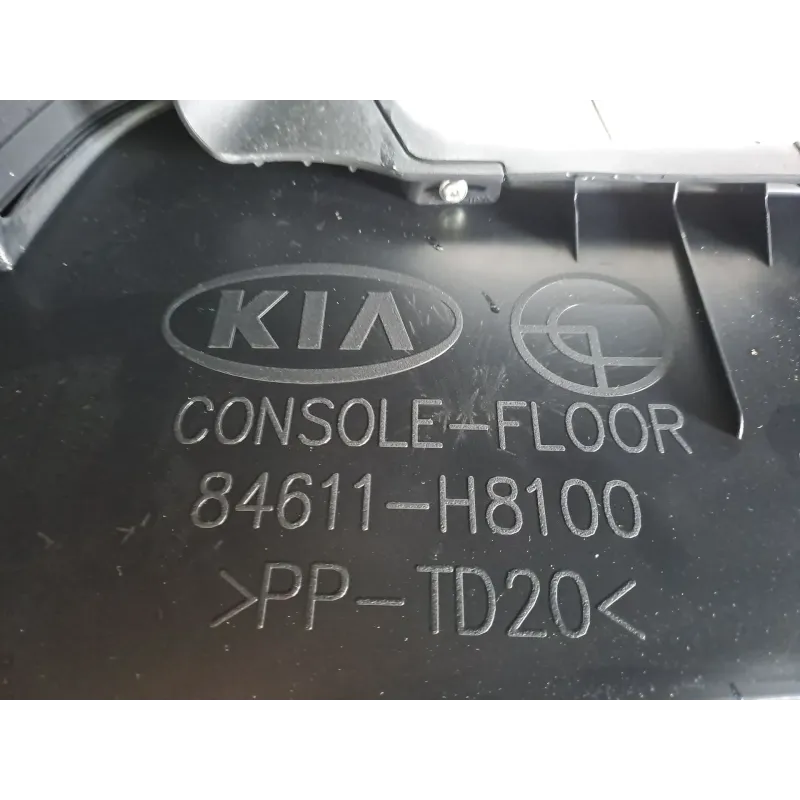 KIA
CONSOLE-FLOOR
84611-H8100
>PP-TD20<